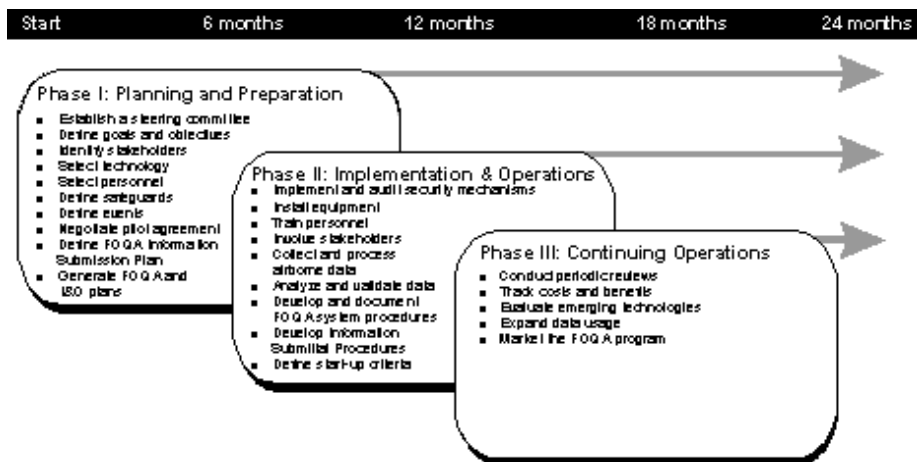 Start 6 months 12 months 18 months 24 months
Phase I: Planning and Preparation
▪ Establish a steering committee
▪ Define goals and objectives
▪ Identify stakeholders
▪ Select technology
▪ Select personnel
▪ Define safeguards
▪ Define events
▪ Negotiate pilot agreement
▪ Define FOQA Information
Submission Plan
▪ Generate FOQA and
I&O plans
Phase II: Implementation & Operations
▪ Implement and audit security mechanisms
▪ Install equipment
▪ Train personnel
▪ Involve stakeholders
▪ Collect and process
airborne data
▪ Analyze and validate data
▪ Develop and document
FOQA system procedures
▪ Develop Information
Submittal Procedures
▪ Define start-up criteria
Phase III: Continuing Operations
▪ Conduct periodic reviews
▪ Track costs and benefits
▪ Evaluate emerging technologies
▪ Expand data usage
▪ Market the FOQA program